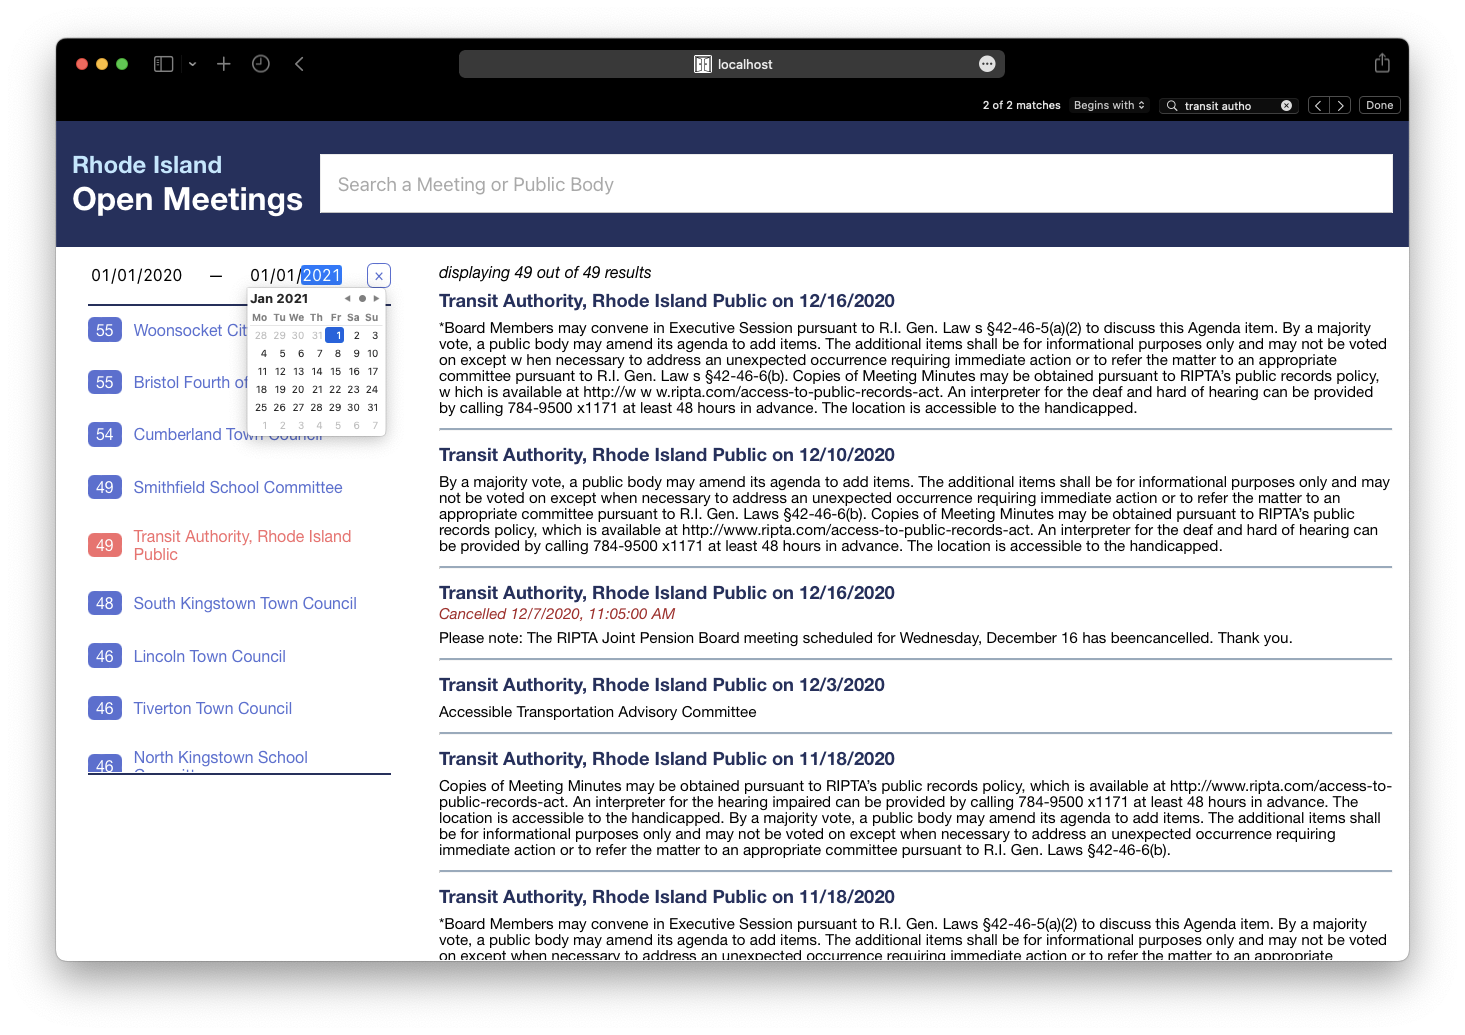 localhost
2 of 2 matches Begins with transit autho Done
Rhode Island
Open Meetings
Search a Meeting or Public Body
01/01/2020 — 01/01/2021 x
Jan 2021
Mo Tu We Th Fr Sa Su
28 29 30 31 1 2 3
4 5 6 7 8 9 10
11 12 13 14 15 16 17
18 19 20 21 22 23 24
25 26 27 28 29 30 31
1 2 3 4 5 6 7
55 Woonsocket Cit
55 Bristol Fourth of
54 Cumberland Town Council
49 Smithfield School Committee
49 Transit Authority, Rhode Island
Public
48 South Kingstown Town Council
46 Lincoln Town Council
46 Tiverton Town Council
46 North Kingstown School
displaying 49 out of 49 results
Transit Authority, Rhode Island Public on 12/16/2020
*Board Members may convene in Executive Session pursuant to R.I. Gen. Law s §42-46-5(a)(2) to discuss this Agenda item. By a majority
vote, a public body may amend its agenda to add items. The additional items shall be for informational purposes only and may not be voted
on except w hen necessary to address an unexpected occurrence requiring immediate action or to refer the matter to an appropriate
committee pursuant to R.I. Gen. Law s §42-46-6(b). Copies of Meeting Minutes may be obtained pursuant to RIPTA's public records policy,
w hich is available at http://w w w.ripta.com/access-to-public-records-act. An interpreter for the deaf and hard of hearing can be provided
by calling 784-9500 x1171 at least 48 hours in advance. The location is accessible to the handicapped.
Transit Authority, Rhode Island Public on 12/10/2020
By a majority vote, a public body may amend its agenda to add items. The additional items shall be for informational purposes only and may
not be voted on except when necessary to address an unexpected occurrence requiring immediate action or to refer the matter to an
appropriate committee pursuant to R.I. Gen. Laws §42-46-6(b). Copies of Meeting Minutes may be obtained pursuant to RIPTA's public
records policy, which is available at http://www.ripta.com/access-to-public-records-act. An interpreter for the deaf and hard of hearing can
be provided by calling 784-9500 x1171 at least 48 hours in advance. The location is accessible to the handicapped.
Transit Authority, Rhode Island Public on 12/16/2020
Cancelled 12/7/2020, 11:05:00 AM
Please note: The RIPTA Joint Pension Board meeting scheduled for Wednesday, December 16 has beencancelled. Thank you.
Transit Authority, Rhode Island Public on 12/3/2020
Accessible Transportation Advisory Committee
Transit Authority, Rhode Island Public on 11/18/2020
Copies of Meeting Minutes may be obtained pursuant to RIPTA's public records policy, which is available at http://www.ripta.com/access-to-
public-records-act. An interpreter for the hearing impaired can be provided by calling 784-9500 x1171 at least 48 hours in advance. The
location is accessible to the handicapped. By a majority vote, a public body may amend its agenda to add items. The additional items shall
be for informational purposes only and may not be voted on except when necessary to address an unexpected occurrence requiring
immediate action or to refer the matter to an appropriate committee pursuant to R.I. Gen. Laws §42-46-6(b).
Transit Authority, Rhode Island Public on 11/18/2020
*Board Members may convene in Executive Session pursuant to R.I. Gen. Laws §42-46-5(a)(2) to discuss this Agenda item. By a majority
vote, a public body may amend its agenda to add items. The additional items shall be for informational purposes only and may not be voted
on except when necessary to address an unexpected occurrence requiring immediate action or to refer the matter to an appropriate